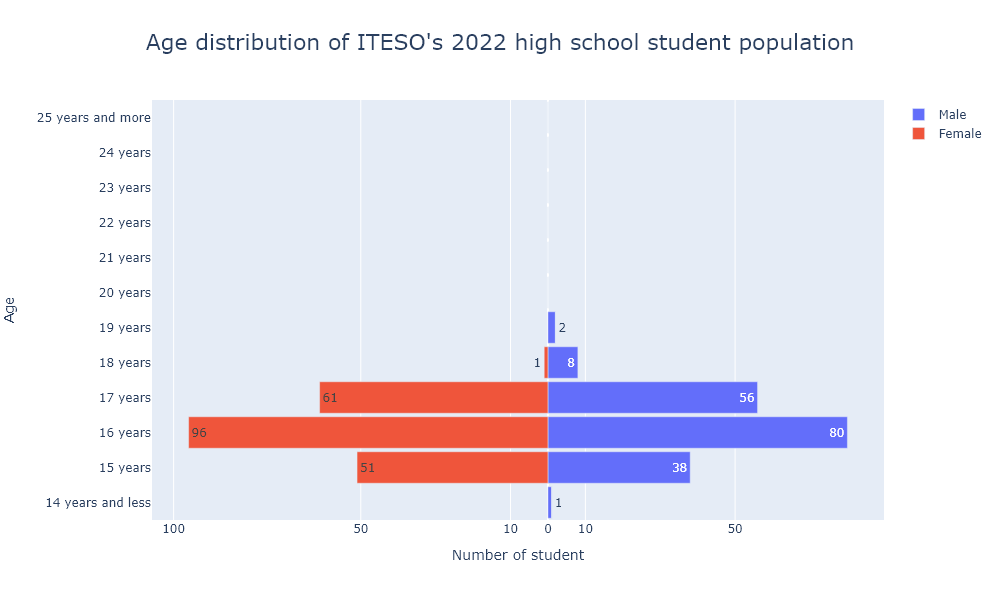 Age distribution of ITESO's 2022 high school student population
Male
Female
Age
25 years and more
24 years
23 years
22 years
21 years
20 years
19 years 2
18 years 1 8
17 years 61 56
16 years 96 80
15 years 51 38
14 years and less 1
100 50 10 0 10 50
Number of student